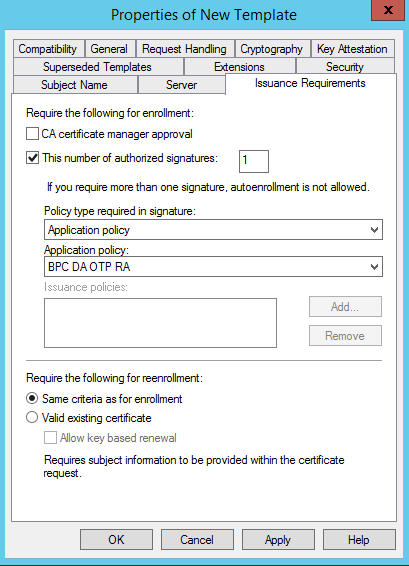 Properties of New Template
x
Compatibility General Request Handling Cryptography Key Attestation
Superseded Templates Extensions Security
Subject Name Server Issuance Requirements
Require the following for enrollment:
CA certificate manager approval
This number of authorized signatures: 1
If you require more than one signature, autoenrollment is not allowed.
Policy type required in signature:
Application policy
Application policy:
BPC DA OTP RA
Issuance policies:
Add...
Remove
Require the following for reenrollment:
Same criteria as for enrollment
Valid existing certificate
Allow key based renewal
Requires subject information to be provided within the certificate
request.
OK Cancel Apply Help